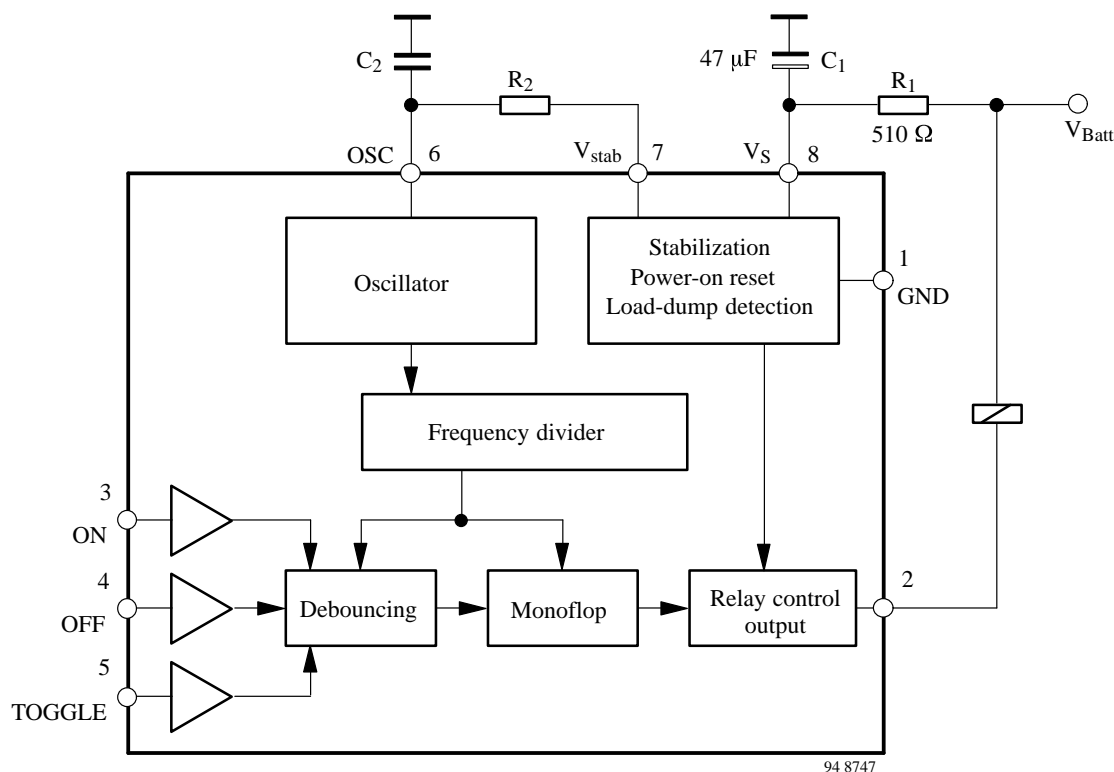 C2
R2
47 μF
C1
R1
510 Ω
VBatt
OSC
6
Vstab
7
VS
8
Oscillator
Stabilization
Power-on reset
Load-dump detection
1
GND
Frequency divider
3
ON
4
OFF
5
TOGGLE
Debouncing
Monoflop
Relay control
output
2
94 8747